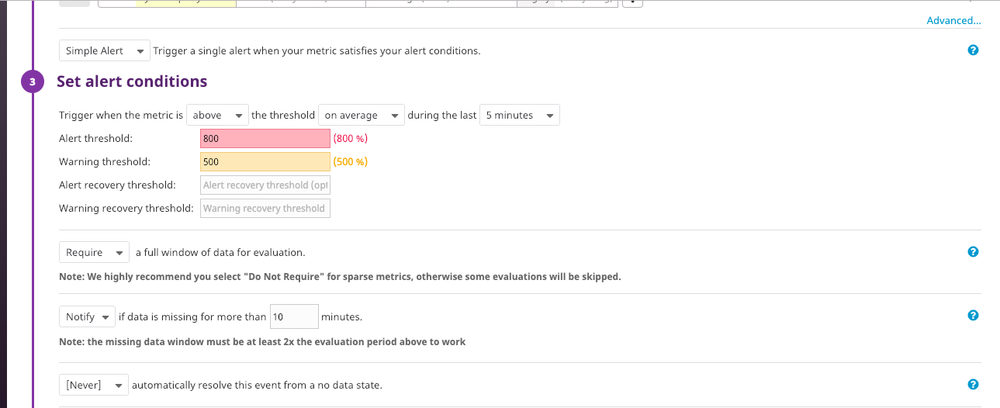 Advanced...
Simple Alert Trigger a single alert when your metric satisfies your alert conditions. ?
3 Set alert conditions
Trigger when the metric is above the threshold on average during the last 5 minutes
Alert threshold: 800 (800 %)
Warning threshold: 500 (500 %)
Alert recovery threshold: Alert recovery threshold (opt
Warning recovery threshold: Warning recovery threshold
Require a full window of data for evaluation. ?
Note: We highly recommend you select "Do Not Require" for sparse metrics, otherwise some evaluations will be skipped.
Notify if data is missing for more than 10 minutes. ?
Note: the missing data window must be at least 2x the evaluation period above to work
[Never] automatically resolve this event from a no data state. ?